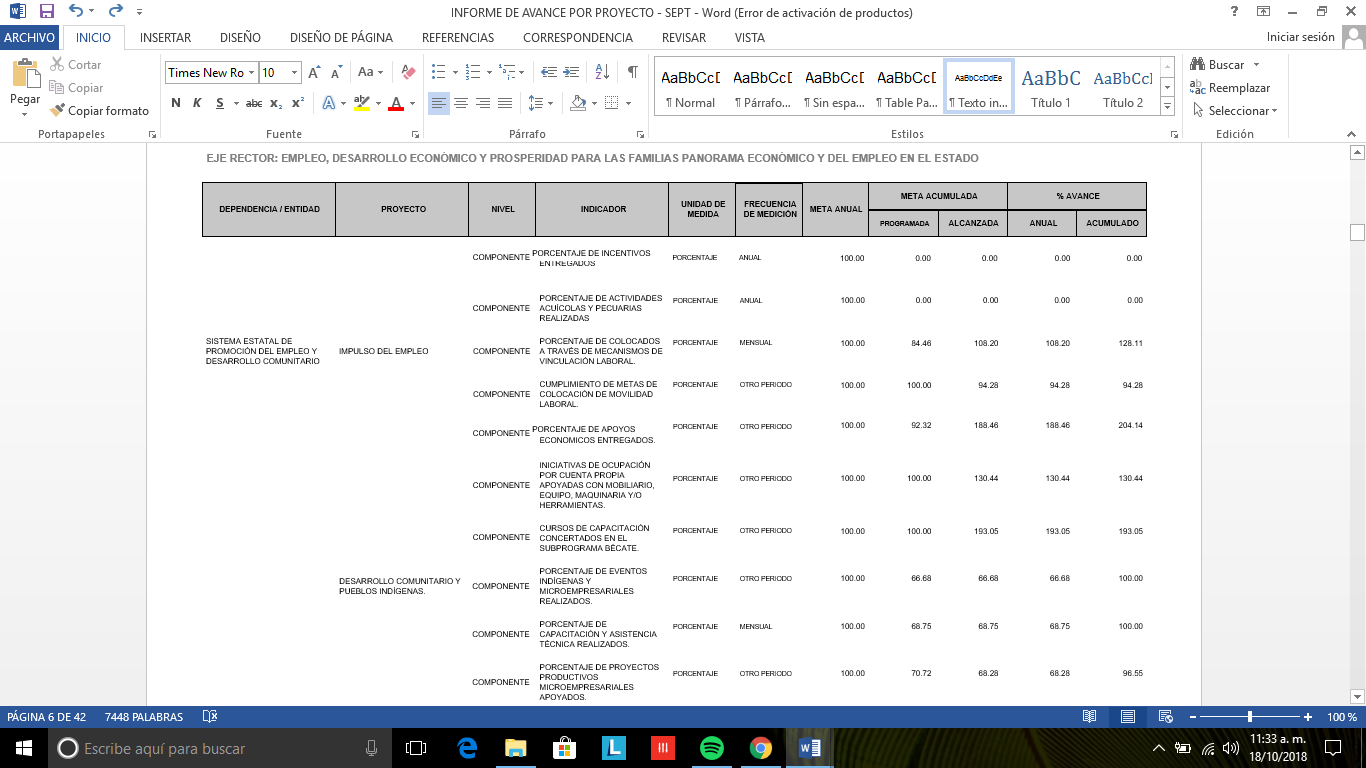 INFORME DE AVANCE POR PROYECTO - SEPT - Word (Error de activación de productos)
ARCHIVO INICIO INSERTAR DISEÑO DISEÑO DE PÁGINA REFERENCIAS CORRESPONDENCIA REVISAR VISTA Iniciar sesión
Pegar
Cortar
Copiar
Copiar formato
Portapapeles
Times New Ro 10
N K S abc x₂ x²
Fuente
Párrafo
AaBbCcD AaBbCcD AaBbCcD AaBbCcD AaBbCcDdEe AaBbC AaBbCcI
¶ Normal ¶ Párrafo... ¶ Sin espa... ¶ Table Pa... ¶ Texto in... Título 1 Título 2
Estilos
Buscar
Reemplazar
Seleccionar
Edición
EJE RECTOR: EMPLEO, DESARROLLO ECONÓMICO Y PROSPERIDAD PARA LAS FAMILIAS PANORAMA ECONÓMICO Y DEL EMPLEO EN EL ESTADO
DEPENDENCIA / ENTIDAD PROYECTO NIVEL INDICADOR UNIDAD DE MEDIDA FRECUENCIA DE MEDICIÓN META ANUAL META ACUMULADA % AVANCE
PROGRAMADA ALCANZADA ANUAL ACUMULADO
COMPONENTE PORCENTAJE DE INCENTIVOS PORCENTAJE ANUAL 100.00 0.00 0.00 0.00 0.00
ENTREGADOS
PORCENTAJE DE ACTIVIDADES PORCENTAJE ANUAL 100.00 0.00 0.00 0.00 0.00
COMPONENTE ACUÍCOLAS Y PECUARIAS
REALIZADAS
SISTEMA ESTATAL DE PORCENTAJE DE COLOCADOS PORCENTAJE MENSUAL 100.00 84.46 108.20 108.20 128.11
PROMOCIÓN DEL EMPLEO Y IMPULSO DEL EMPLEO COMPONENTE A TRAVÉS DE MECANISMOS DE
DESARROLLO COMUNITARIO VINCULACIÓN LABORAL.
CUMPLIMIENTO DE METAS DE PORCENTAJE OTRO PERIODO 100.00 100.00 94.28 94.28 94.28
COMPONENTE COLOCACIÓN DE MOVILIDAD
LABORAL.
COMPONENTE PORCENTAJE DE APOYOS PORCENTAJE OTRO PERIODO 100.00 92.32 188.46 188.46 204.14
ECONOMICOS ENTREGADOS.
INICIATIVAS DE OCUPACIÓN
POR CUENTA PROPIA PORCENTAJE OTRO PERIODO 100.00 100.00 130.44 130.44 130.44
COMPONENTE APOYADAS CON MOBILIARIO,
EQUIPO, MAQUINARIA Y/O
HERRAMIENTAS.
CURSOS DE CAPACITACIÓN PORCENTAJE OTRO PERIODO 100.00 100.00 193.05 193.05 193.05
COMPONENTE CONCERTADOS EN EL
SUBPROGRAMA BÉCATE.
PORCENTAJE DE EVENTOS
DESARROLLO COMUNITARIO Y INDÍGENAS Y PORCENTAJE OTRO PERIODO 100.00 66.68 66.68 66.68 100.00
PUEBLOS INDÍGENAS. COMPONENTE MICROEMPRESARIALES
REALIZADOS.
PORCENTAJE DE PORCENTAJE MENSUAL 100.00 68.75 68.75 68.75 100.00
COMPONENTE CAPACITACIÓN Y ASISTENCIA
TÉCNICA REALIZADOS.
PORCENTAJE DE PROYECTOS PORCENTAJE OTRO PERIODO 100.00 70.72 68.28 68.28 96.55
PRODUCTIVOS
COMPONENTE MICROEMPRESARIALES
APOYADOS.
PÁGINA 6 DE 42 7448 PALABRAS 100 %
Escribe aquí para buscar
11:33 a. m.
18/10/2018